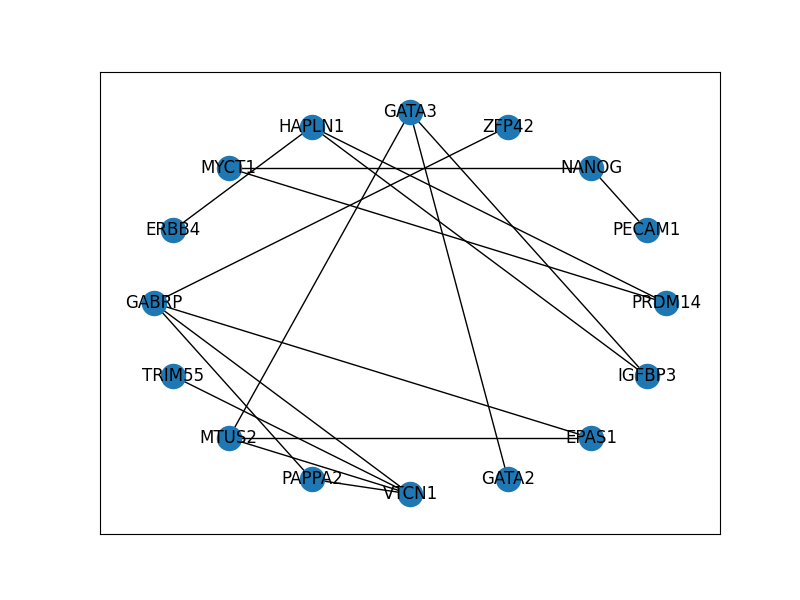 GATA3
HAPLN1
ZFP42
MYCT1
NANOG
ERBB4
PECAM1
GABRP
PRDM14
TRIM55
IGFBP3
MTUS2
EPAS1
PAPPA2
GATA2
VTCN1